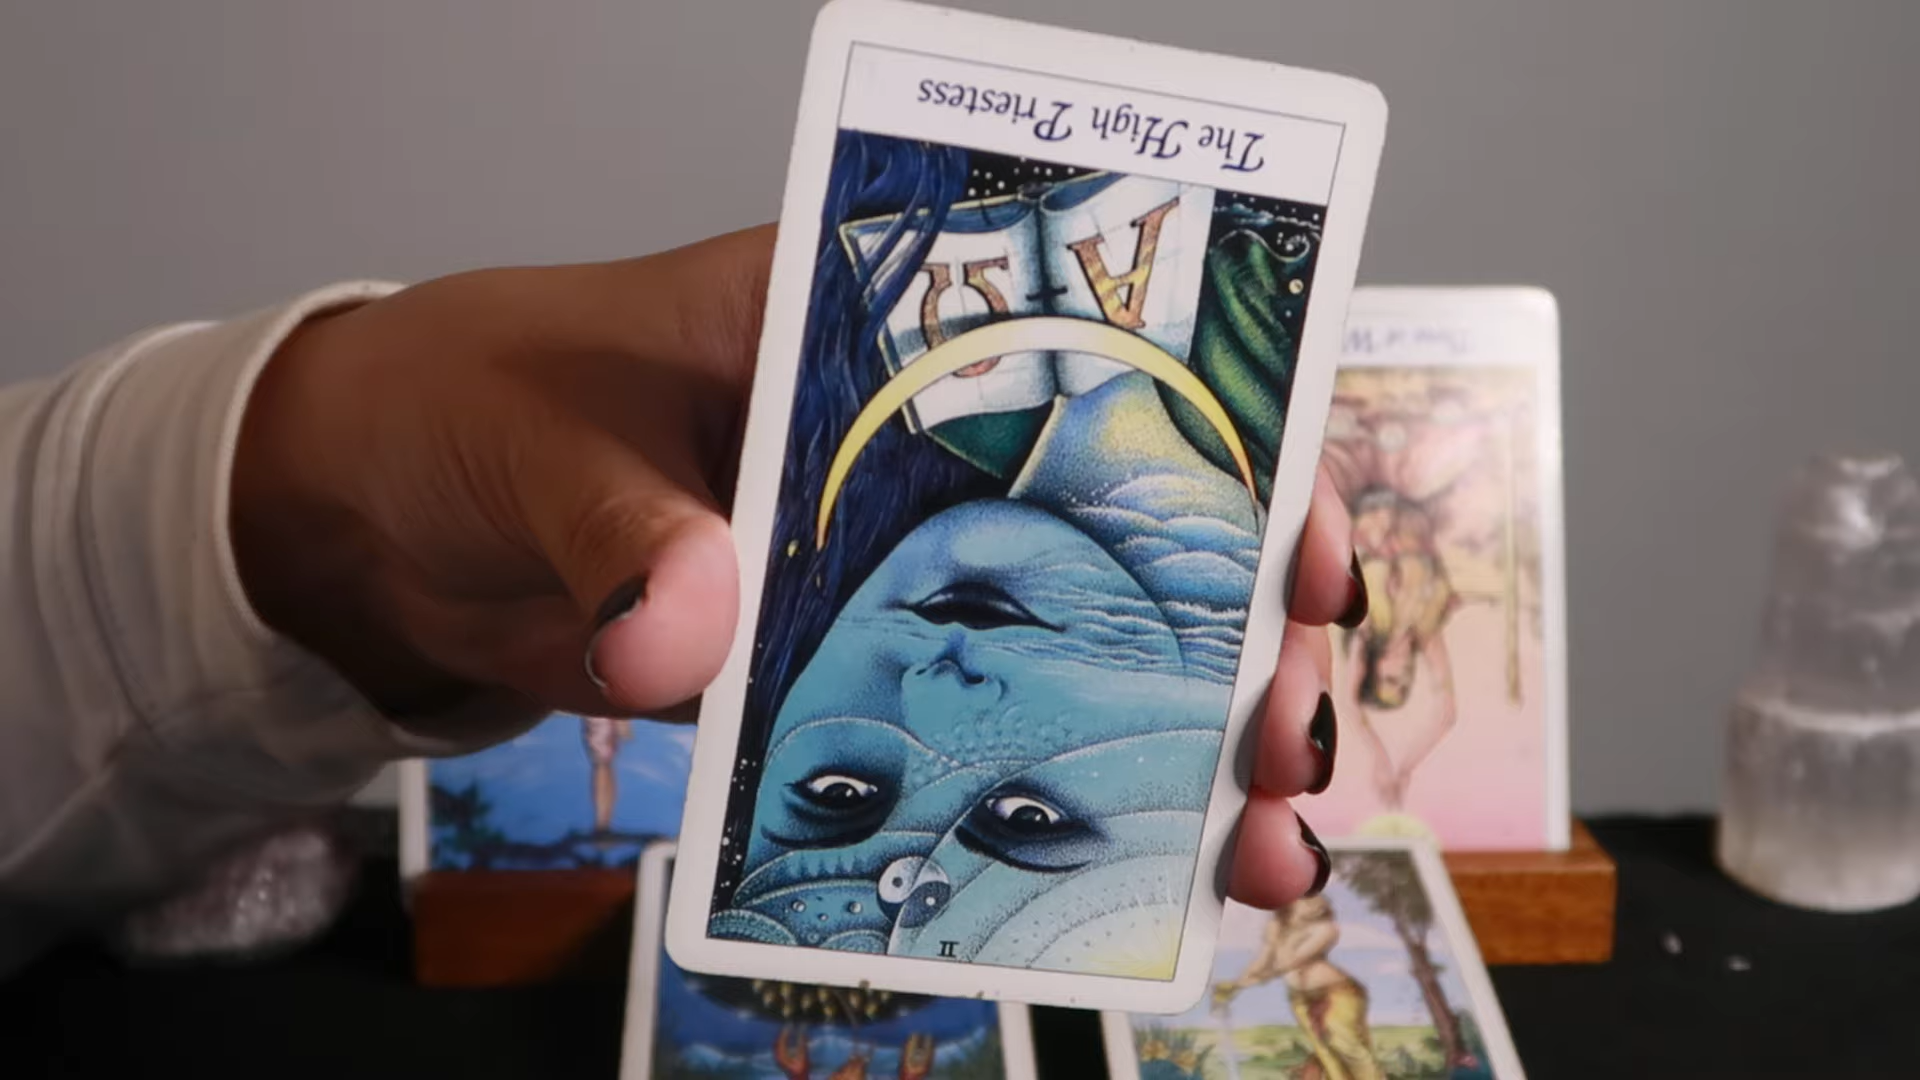 The High Priestess
A Ω
II